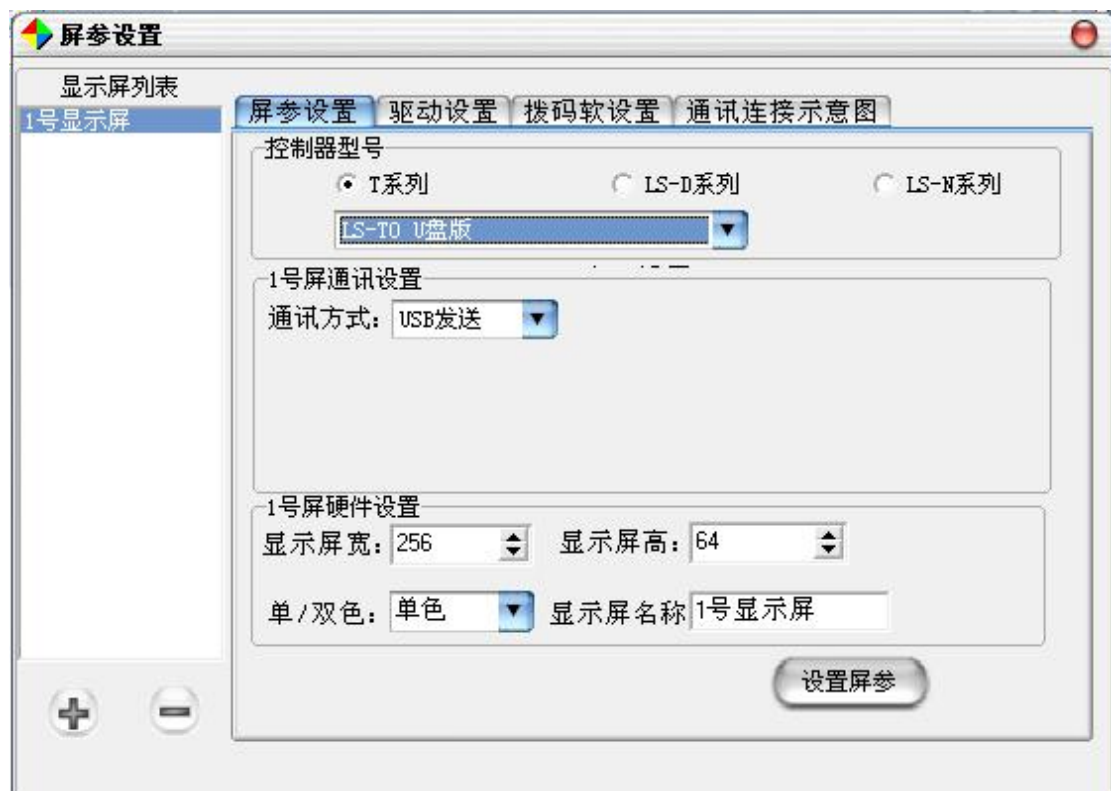 屏参设置
显示屏列表
1号显示屏
屏参设置 驱动设置 拨码软设置 通讯连接示意图
控制器型号
T系列 LS-D系列 LS-N系列
LS-T0 U盘版
1号屏通讯设置
通讯方式: USB发送
1号屏硬件设置
显示屏宽: 256 显示屏高: 64
单/双色: 单色 显示屏名称 1号显示屏
设置屏参